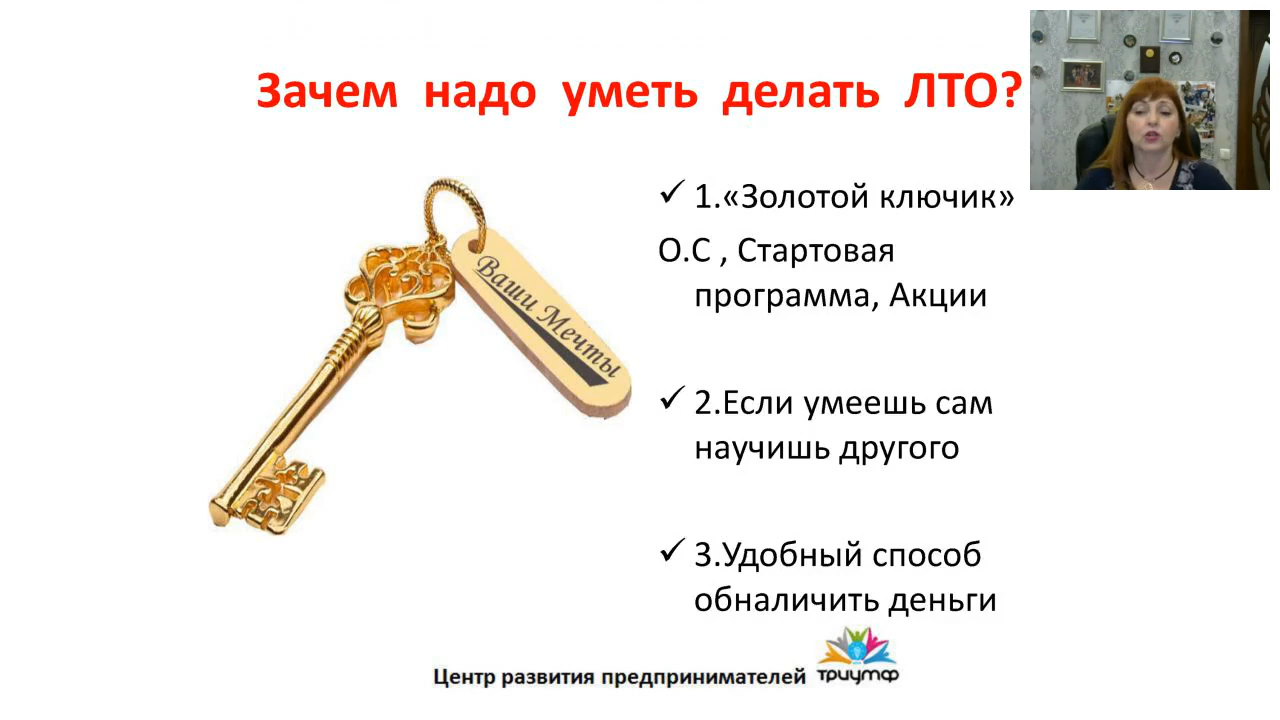 Зачем надо уметь делать ЛТО?
✓ 1.«Золотой ключик»
О.С , Стартовая
программа, Акции
Ваши Мечты
✓ 2.Если умеешь сам
научишь другого
✓ 3.Удобный способ
обналичить деньги
Центр развития предпринимателей
триумф